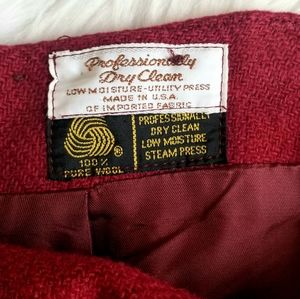 Professionally
Dry Clean
LOW MOISTURE-UTILITY PRESS
MADE IN U.S.A.
OF IMPORTED FABRIC
®
100%
PURE WOOL
PROFESSIONALLY
DRY CLEAN
LOW MOISTURE
STEAM PRESS